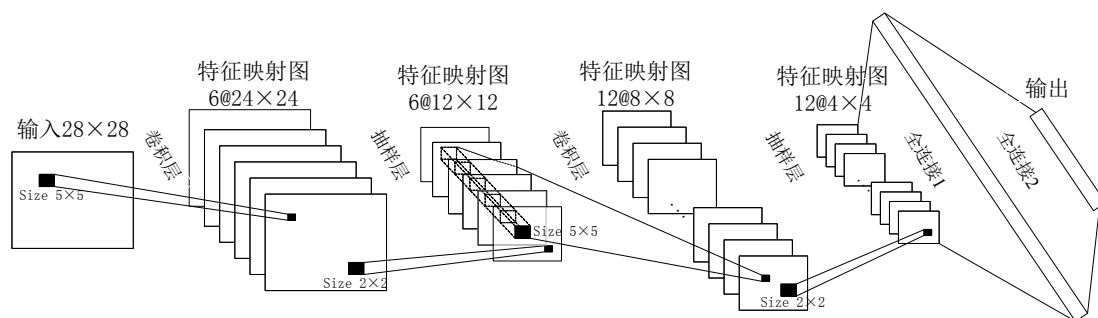 输入28×28
Size 5×5
卷积层
特征映射图
6@24×24
Size 2×2
抽样层
特征映射图
6@12×12
Size 5×5
卷积层
特征映射图
12@8×8
Size 2×2
抽样层
特征映射图
12@4×4
全连接1
全连接2
输出